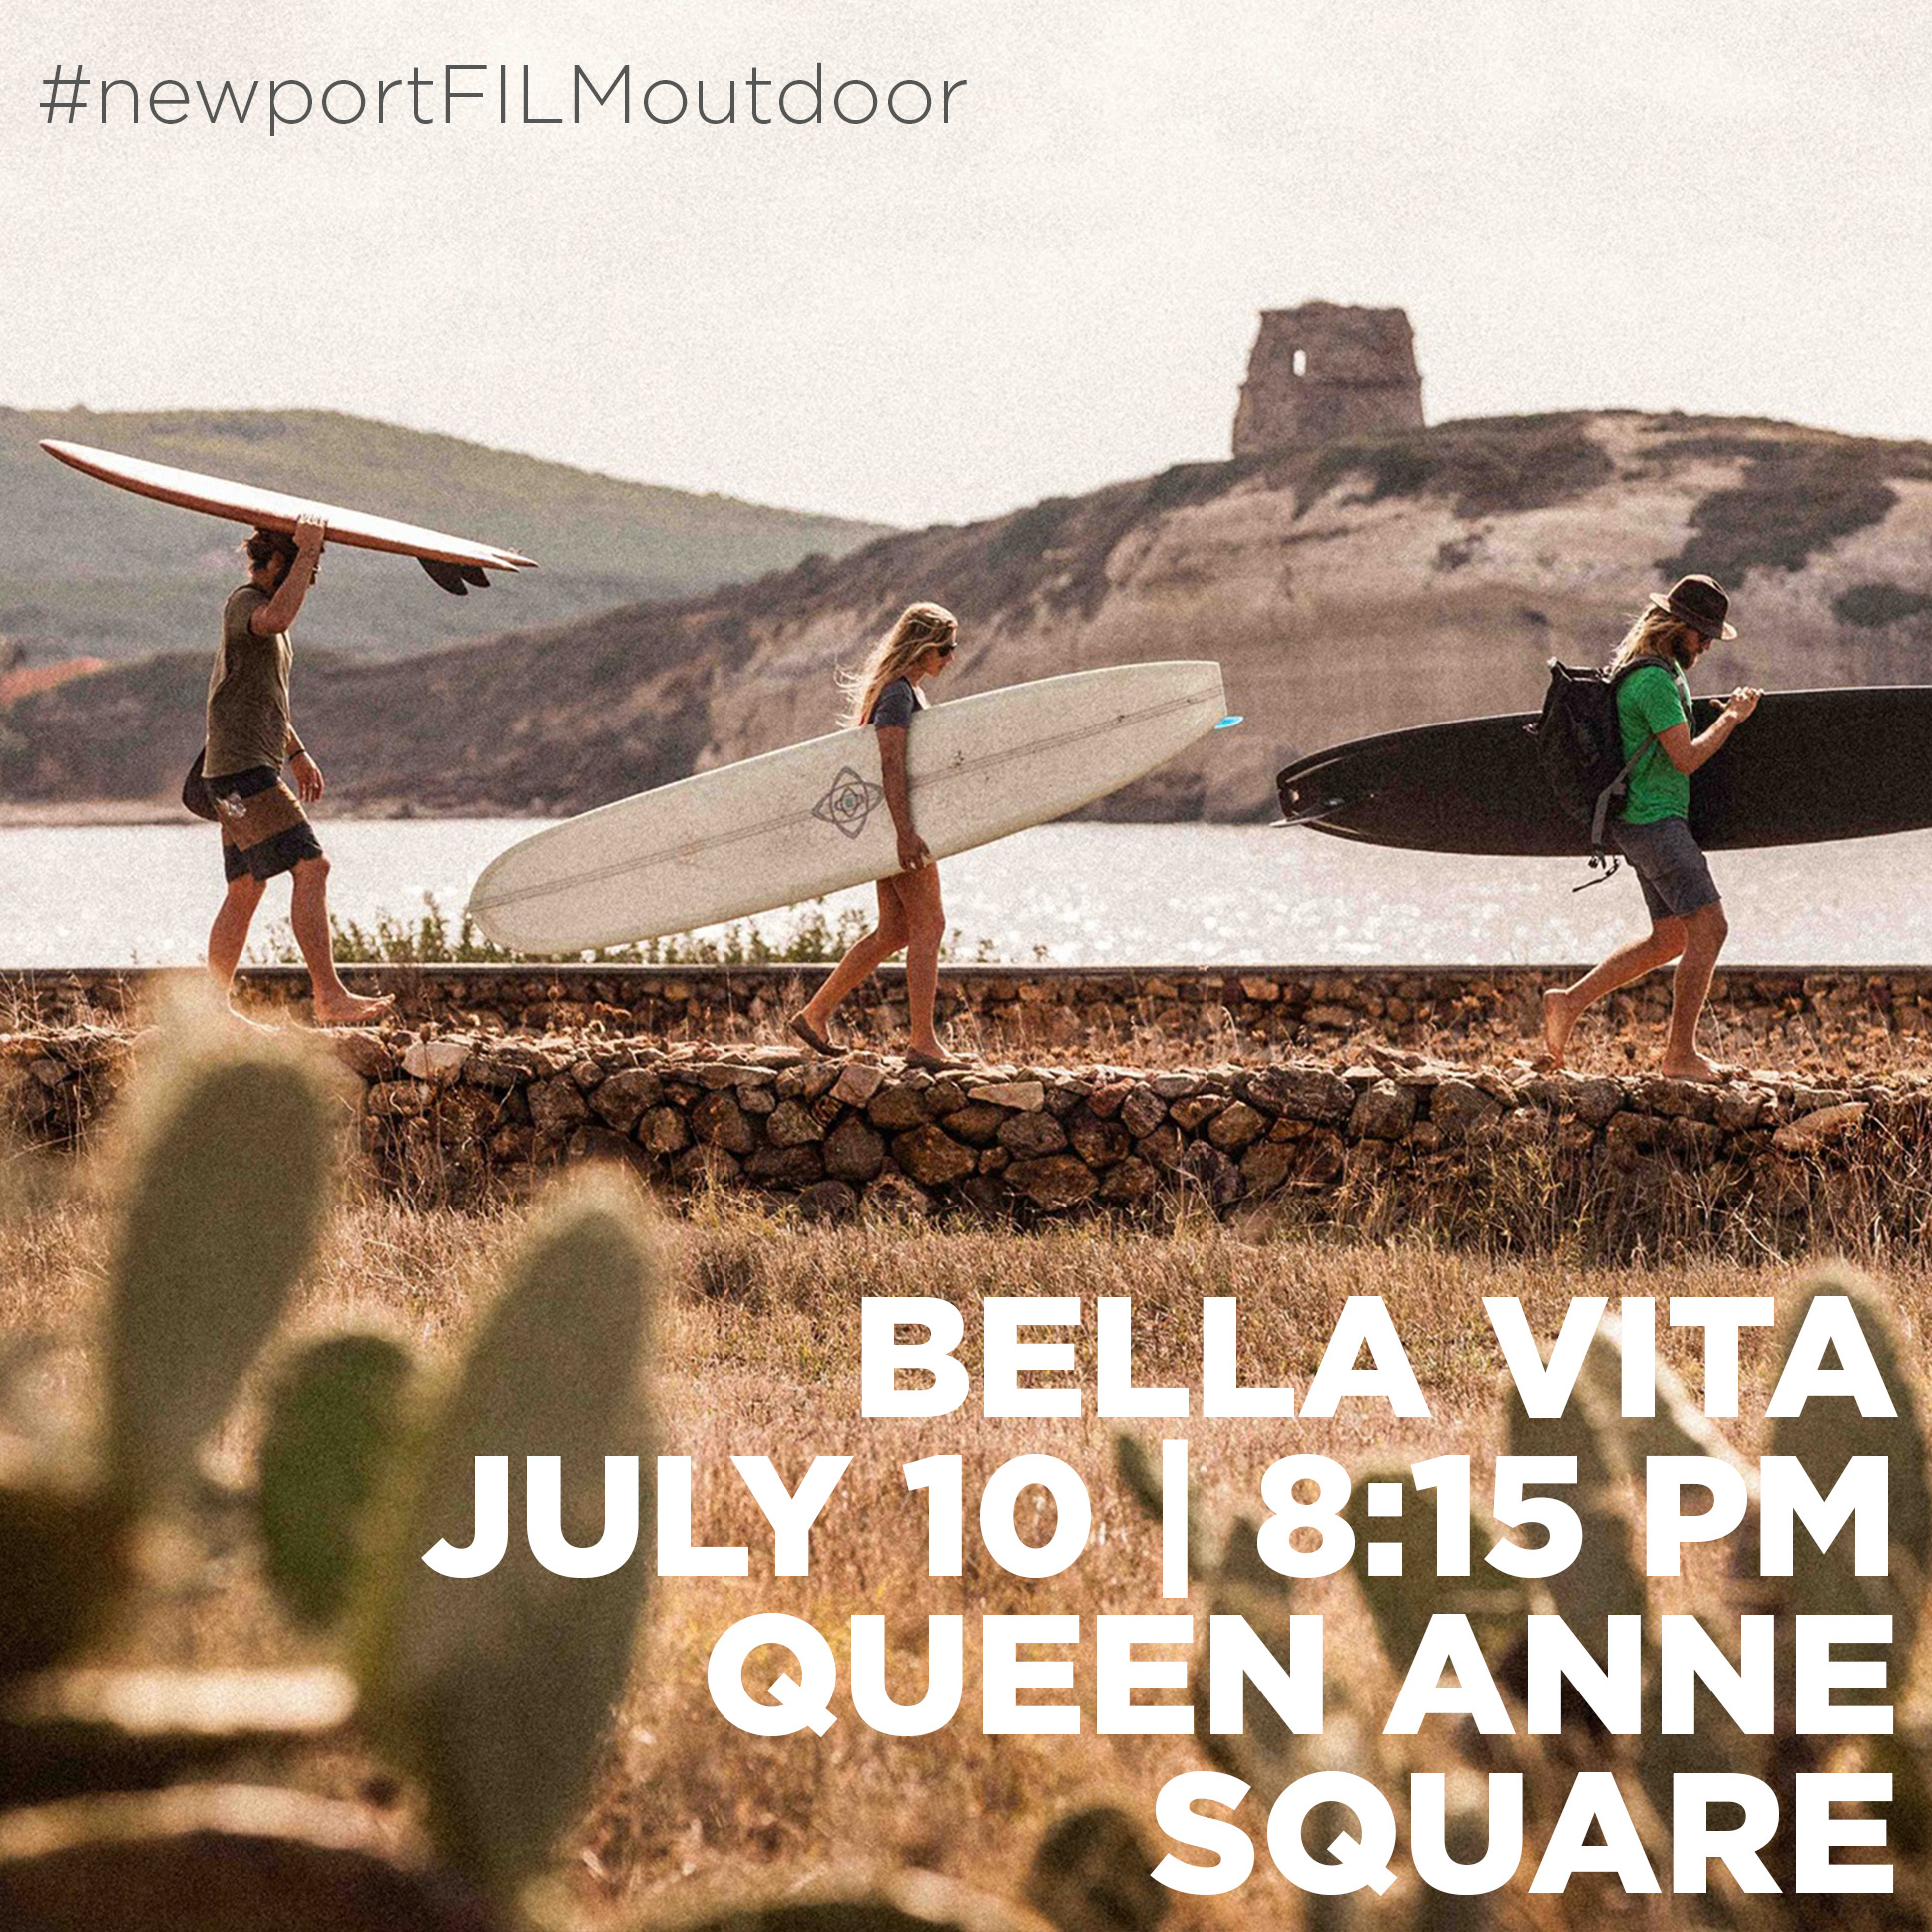 #newportFILMoutdoor
BELLA VITA
JULY 10 | 8:15 PM
QUEEN ANNE
SQUARE